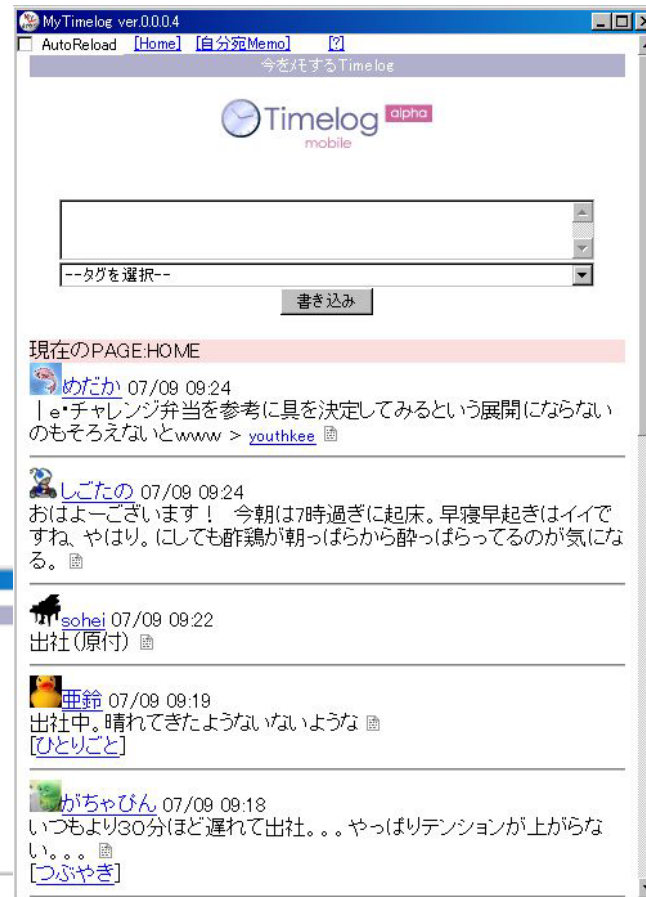 MyTimelog ver.0.0.0.4
AutoReload [Home] [自分宛Memo] [?]
今をメモするTimelog
Timelog alpha
mobile
--タグを選択--
書き込み
現在のPAGE:HOME
めだか 07/09 09:24
｜e・チャレンジ弁当を参考に具を決定してみるという展開にならない
のもそろえないとwww > youthkee
しごたの 07/09 09:24
おはよーございます！　今朝は7時過ぎに起床。早寝早起きはイイで
すね、やはり。にしても酢鶏が朝っぱらから酔っぱらってるのが気にな
る。
sohei 07/09 09:22
出社（原付）
亜鈴 07/09 09:19
出社中。晴れてきたようないないような
[ひとりごと]
がちゃぴん 07/09 09:18
いつもより30分ほど遅れて出社。。。やっぱりテンションが上がらな
い。。。
[つぶやき]